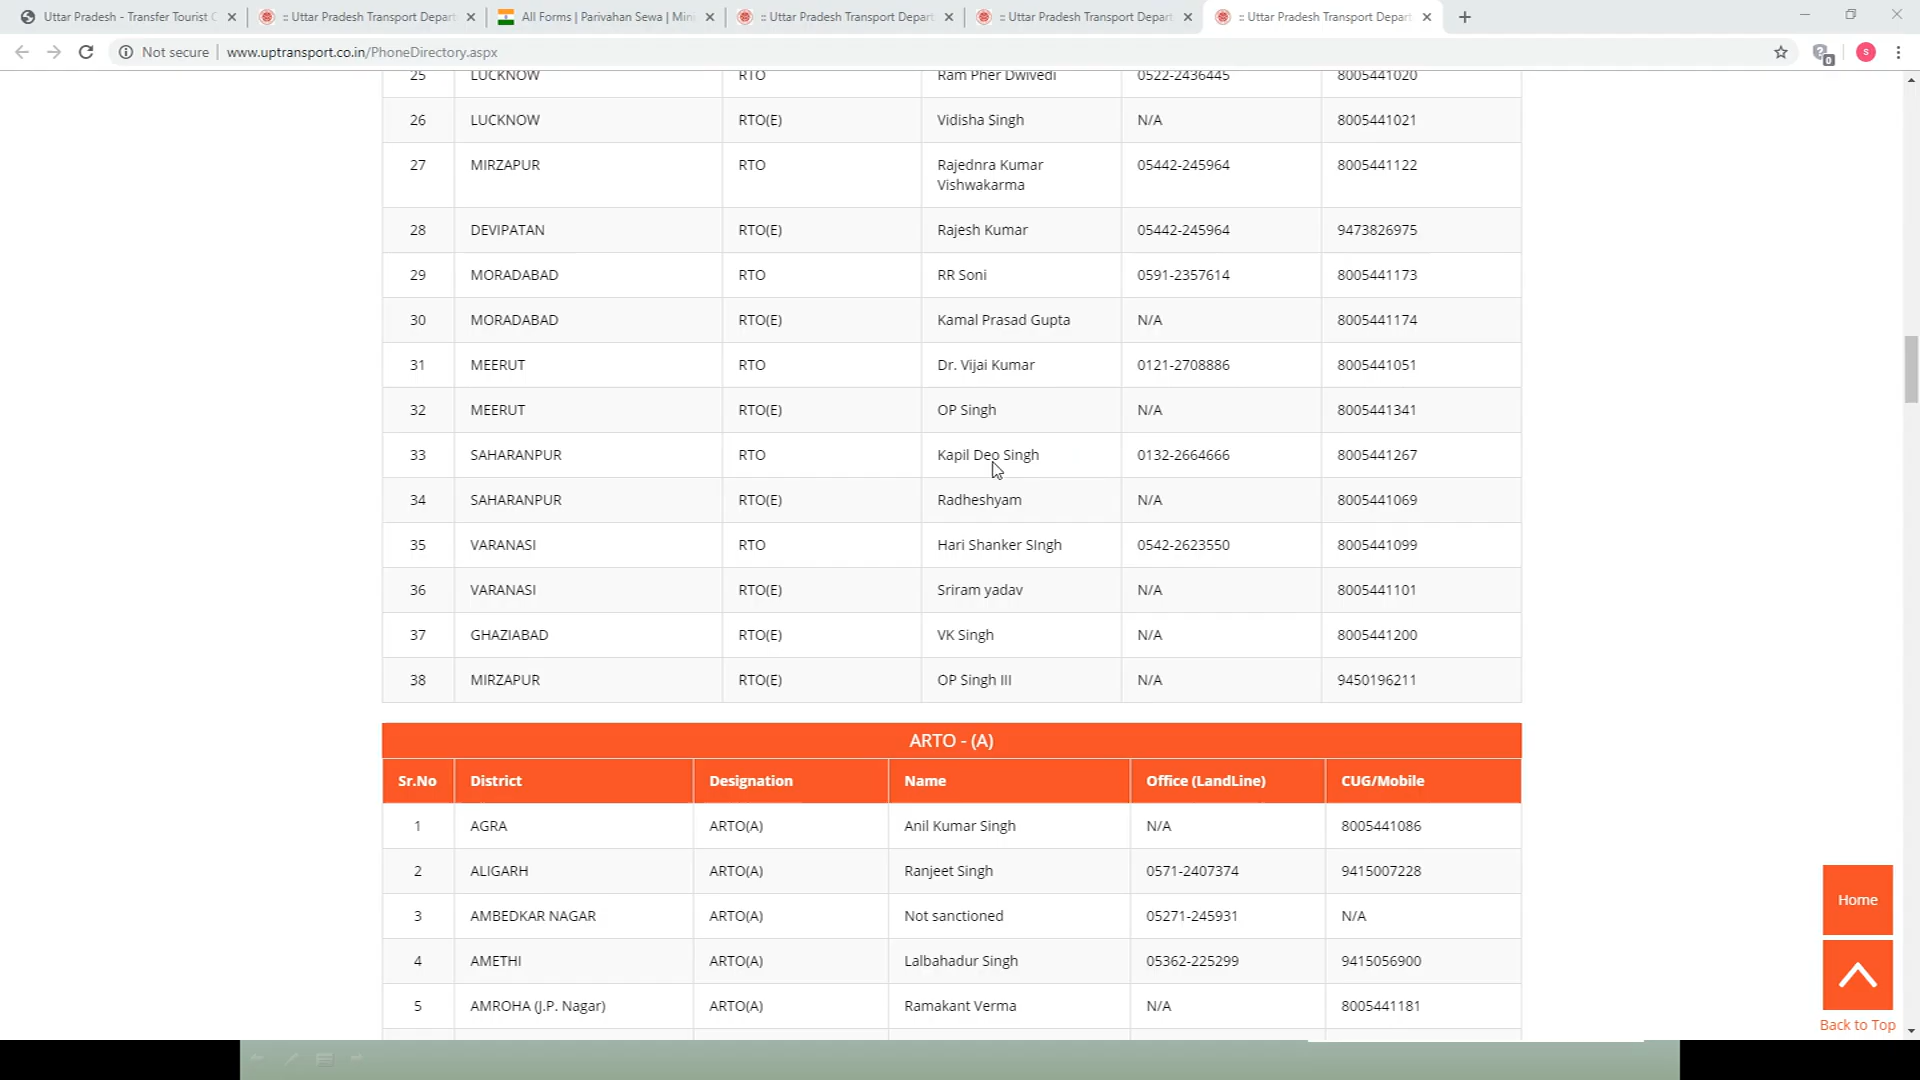 Uttar Pradesh - Transfer Tourist C
:: Uttar Pradesh Transport Depart
All Forms | Parivahan Sewa | Mini
:: Uttar Pradesh Transport Depart
:: Uttar Pradesh Transport Depart
:: Uttar Pradesh Transport Depart
Not secure | www.uptransport.co.in/PhoneDirectory.aspx
0
s
25 LUCKNOW RTO Ram Pher Dwivedi 0522-2436445 8005441020
26 LUCKNOW RTO(E) Vidisha Singh N/A 8005441021
27 MIRZAPUR RTO Rajednra Kumar 05442-245964 8005441122
Vishwakarma
28 DEVIPATAN RTO(E) Rajesh Kumar 05442-245964 9473826975
29 MORADABAD RTO RR Soni 0591-2357614 8005441173
30 MORADABAD RTO(E) Kamal Prasad Gupta N/A 8005441174
31 MEERUT RTO Dr. Vijai Kumar 0121-2708886 8005441051
32 MEERUT RTO(E) OP Singh N/A 8005441341
33 SAHARANPUR RTO Kapil Deo Singh 0132-2664666 8005441267
34 SAHARANPUR RTO(E) Radheshyam N/A 8005441069
35 VARANASI RTO Hari Shanker SIngh 0542-2623550 8005441099
36 VARANASI RTO(E) Sriram yadav N/A 8005441101
37 GHAZIABAD RTO(E) VK Singh N/A 8005441200
38 MIRZAPUR RTO(E) OP Singh III N/A 9450196211
ARTO - (A)
Sr.No District Designation Name Office (LandLine) CUG/Mobile
1 AGRA ARTO(A) Anil Kumar Singh N/A 8005441086
2 ALIGARH ARTO(A) Ranjeet Singh 0571-2407374 9415007228
3 AMBEDKAR NAGAR ARTO(A) Not sanctioned 05271-245931 N/A
4 AMETHI ARTO(A) Lalbahadur Singh 05362-225299 9415056900
5 AMROHA (J.P. Nagar) ARTO(A) Ramakant Verma N/A 8005441181
Home
Back to Top